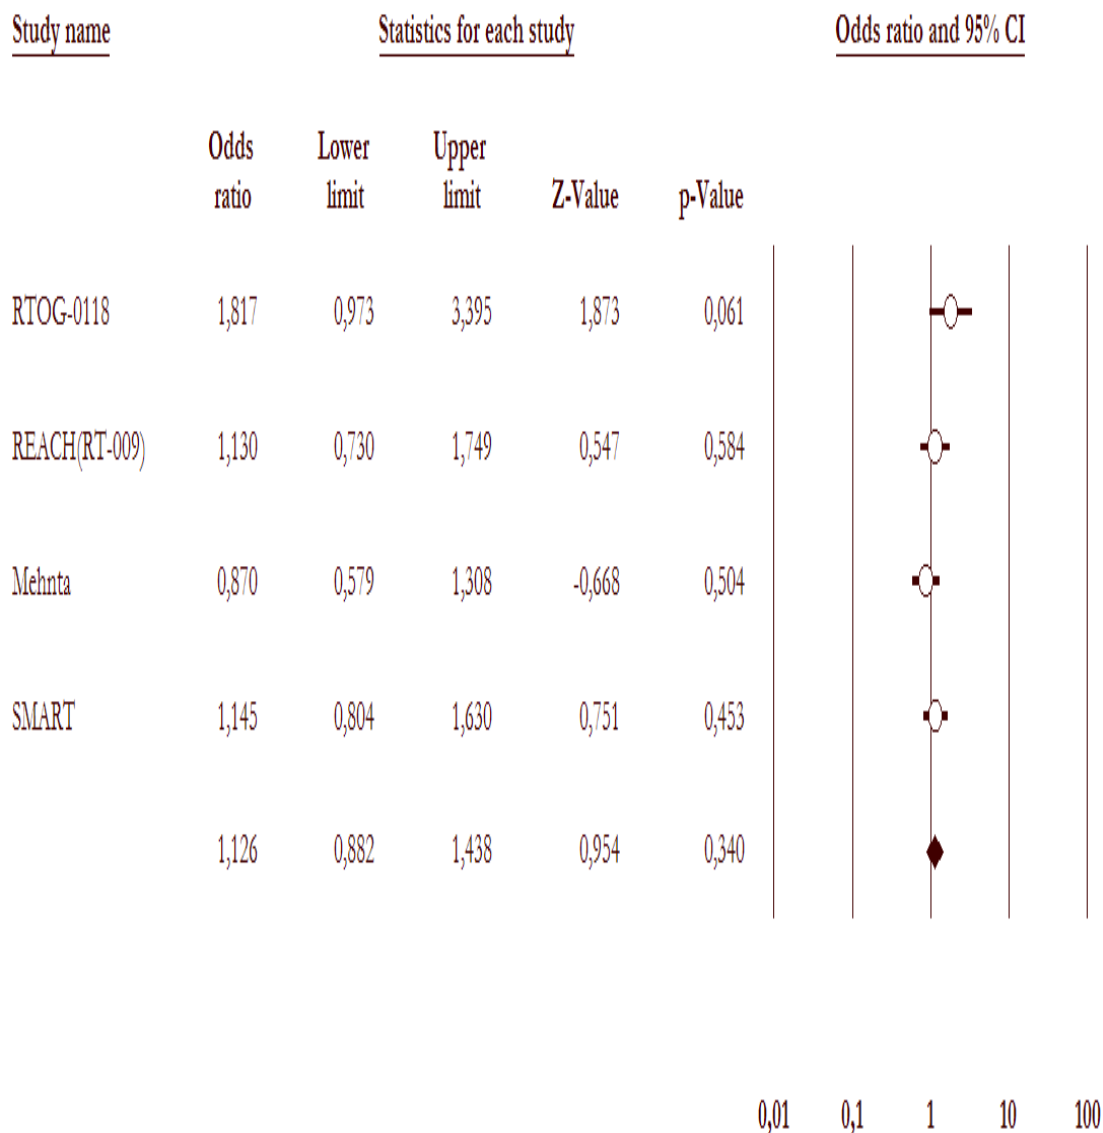 Study name Statistics for each study Odds ratio and 95% CI
Odds Lower Upper
ratio limit limit Z-Value p-Value
RTOG-0118 1,817 0,973 3,395 1,873 0,061
REACH(RT-009) 1,130 0,730 1,749 0,547 0,584
Mehnta 0,870 0,579 1,308 -0,668 0,504
SMART 1,145 0,804 1,630 0,751 0,453
1,126 0,882 1,438 0,954 0,340
0,01 0,1 1 10 100